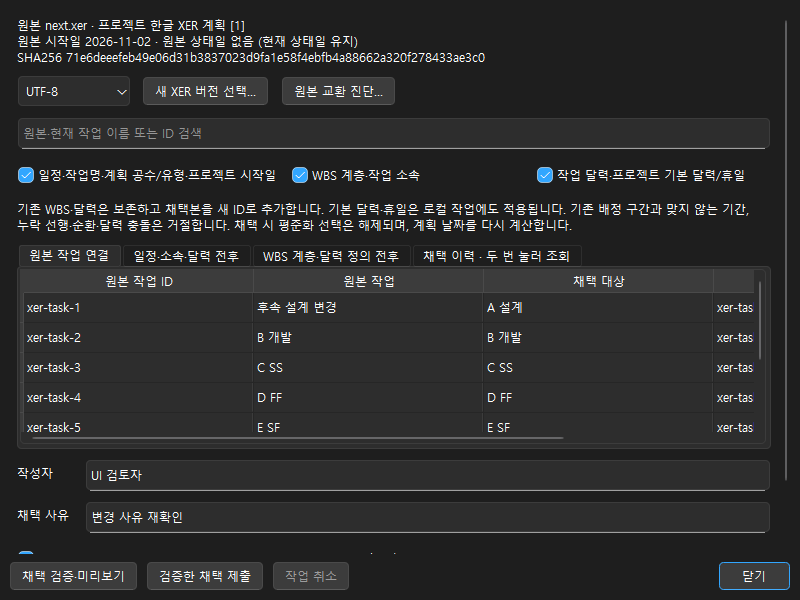 원본 next.xer · 프로젝트 한글 XER 계획 [1]
원본 시작일 2026-11-02 · 원본 상태일 없음 (현재 상태일 유지)
SHA256 71e6deeefeb49e06d31b3837023d9fa1e58f4ebfb4a88662a320f278433ae3c0
UTF-8 새 XER 버전 선택... 원본 교환 진단...
원본·현재 작업 이름 또는 ID 검색
일정·작업명·계획 공수/유형·프로젝트 시작일 WBS 계층·작업 소속 작업 달력·프로젝트 기본 달력/휴일
기존 WBS·달력은 보존하고 채택본을 새 ID로 추가합니다. 기본 달력·휴일은 로컬 작업에도 적용됩니다. 기존 배정 구간과 맞지 않는 기간,
누락 선행·순환·달력 충돌은 거절합니다. 채택 시 평준화 선택은 해제되며, 계획 날짜를 다시 계산합니다.
원본 작업 연결 일정·소속·달력 전후 WBS 계층·달력 정의 전후 채택 이력 · 두 번 눌러 조회
원본 작업 ID 원본 작업 채택 대상
xer-task-1 후속 설계 변경 A 설계 xer-tas
xer-task-2 B 개발 B 개발 xer-tas
xer-task-3 C SS C SS xer-tas
xer-task-4 D FF D FF xer-tas
xer-task-5 E SF E SF xer-tas
작성자 UI 검토자
채택 사유 변경 사유 재확인
채택 검증·미리보기 검증한 채택 제출 작업 취소 닫기